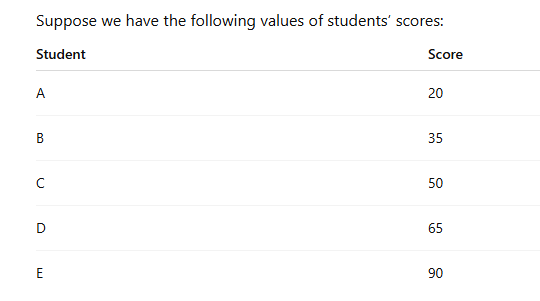 Suppose we have the following values of students’ scores:
Student Score
A 20
B 35
C 50
D 65
E 90